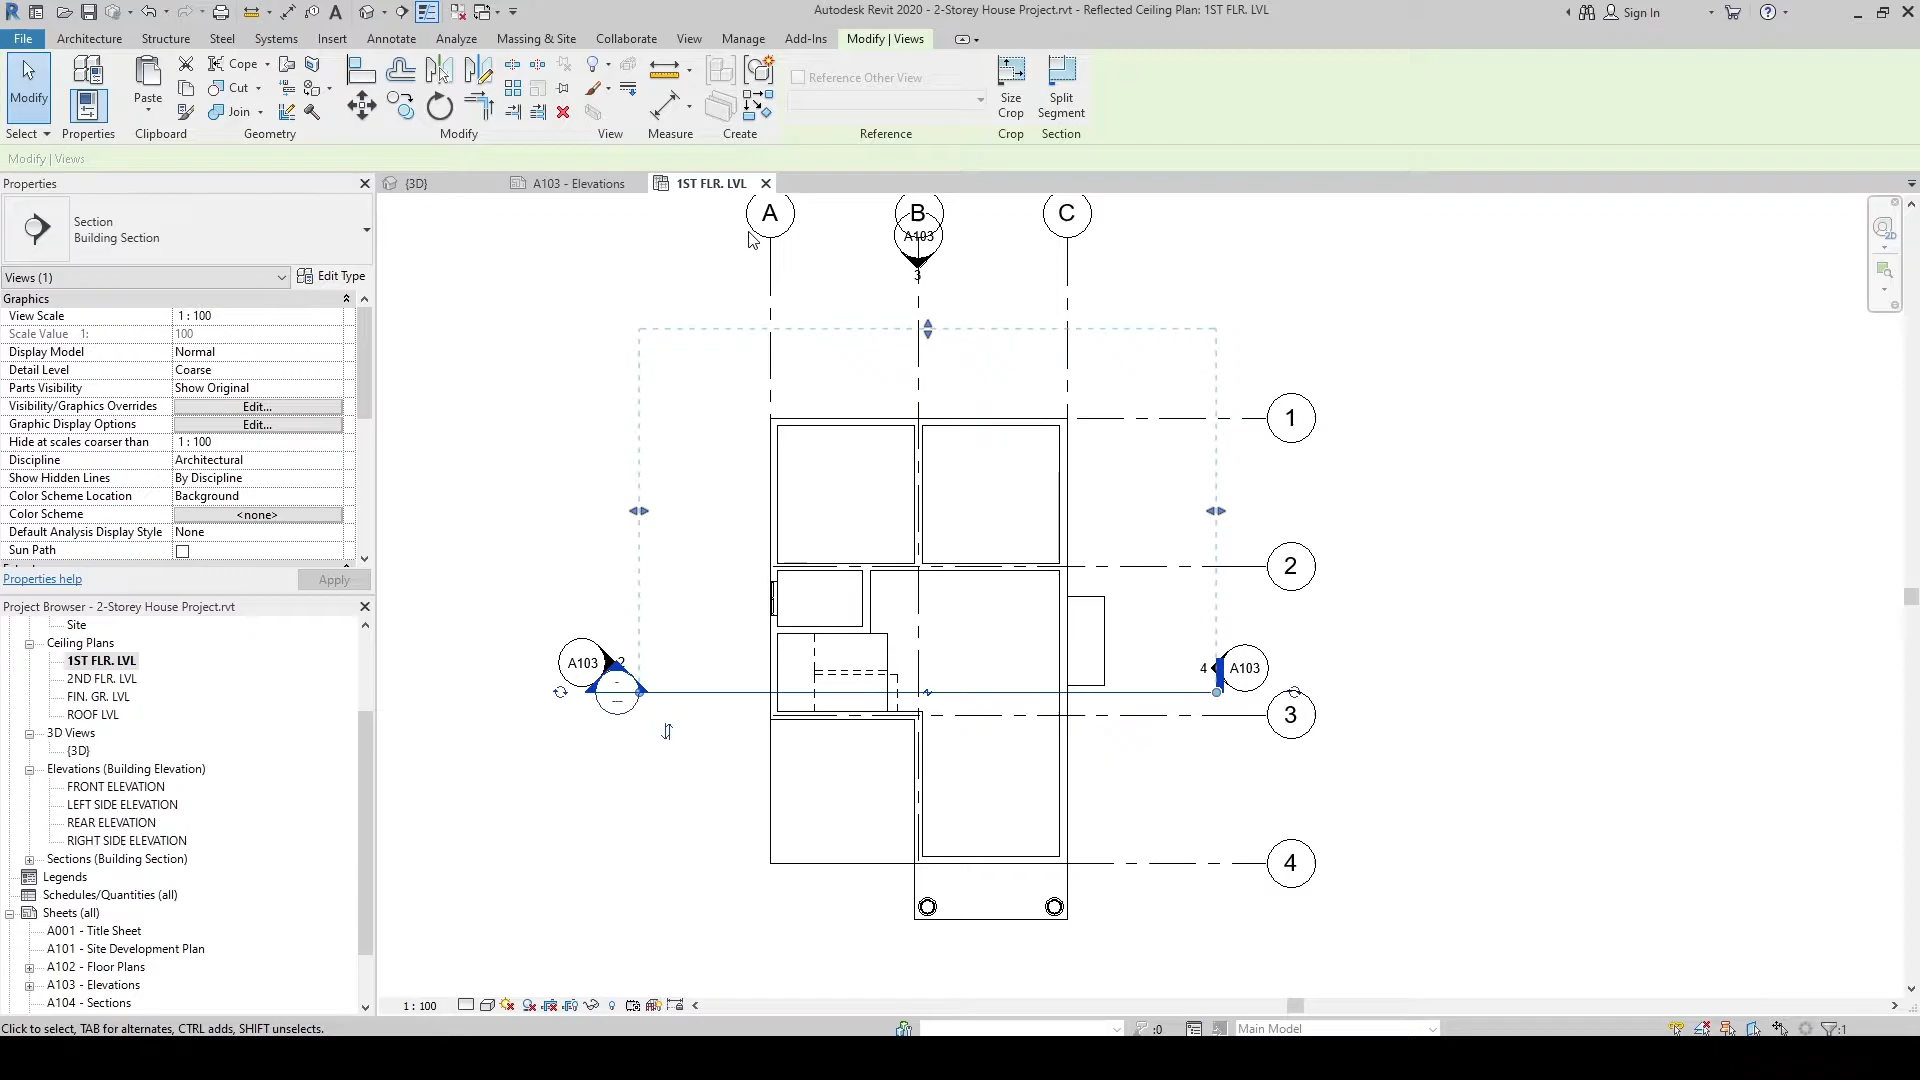 Autodesk Revit 2020 - 2-Storey House Project.rvt - Reflected Ceiling Plan: 1ST FLR. LVL
Sign In
File Architecture Structure Steel Systems Insert Annotate Analyze Massing & Site Collaborate View Manage Add-Ins Modify | Views
Cope
Reference Other View
Modify
Paste
Cut
Size Crop
Split Segment
Join
Select Properties Clipboard Geometry Modify View Measure Create Reference Crop Section
Modify | Views
Properties
{3D}
A103 - Elevations
1ST FLR. LVL
Section
Building Section
Views (1)
Edit Type
Graphics
View Scale 1 : 100
Scale Value 1: 100
Display Model Normal
Detail Level Coarse
Parts Visibility Show Original
Visibility/Graphics Overrides Edit...
Graphic Display Options Edit...
Hide at scales coarser than 1 : 100
Discipline Architectural
Show Hidden Lines By Discipline
Color Scheme Location Background
Color Scheme <none>
Default Analysis Display Style None
Sun Path
Properties help
Apply
Project Browser - 2-Storey House Project.rvt
Site
Ceiling Plans
1ST FLR. LVL
2ND FLR. LVL
FIN. GR. LVL
ROOF LVL
3D Views
{3D}
Elevations (Building Elevation)
FRONT ELEVATION
LEFT SIDE ELEVATION
REAR ELEVATION
RIGHT SIDE ELEVATION
Sections (Building Section)
Legends
Schedules/Quantities (all)
Sheets (all)
A001 - Title Sheet
A101 - Site Development Plan
A102 - Floor Plans
A103 - Elevations
A104 - Sections
A B C
A103
3
1
2
A103 2
4 A103
3
4
2D
1 : 100
Click to select, TAB for alternates, CTRL adds, SHIFT unselects.
:0
Main Model
:1